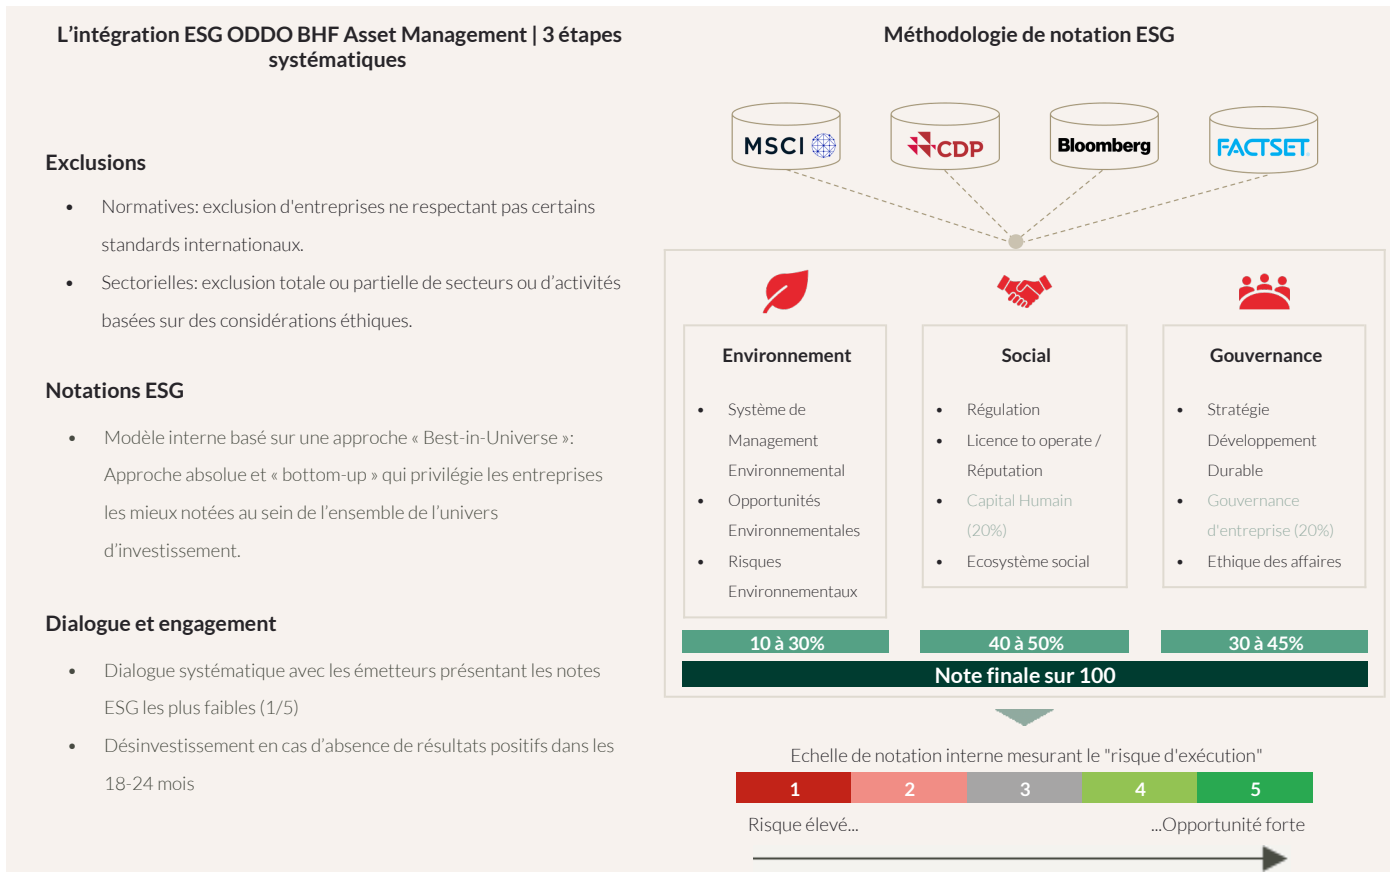 L’intégration ESG ODDO BHF Asset Management | 3 étapes
systématiques
Exclusions
• Normatives: exclusion d'entreprises ne respectant pas certains
standards internationaux.
• Sectorielles: exclusion totale ou partielle de secteurs ou d’activités
basées sur des considérations éthiques.
Notations ESG
• Modèle interne basé sur une approche « Best-in-Universe »:
Approche absolue et « bottom-up » qui privilégie les entreprises
les mieux notées au sein de l’ensemble de l’univers
d’investissement.
Dialogue et engagement
• Dialogue systématique avec les émetteurs présentant les notes
ESG les plus faibles (1/5)
• Désinvestissement en cas d’absence de résultats positifs dans les
18-24 mois
Méthodologie de notation ESG
MSCI
CDP
Bloomberg
FACTSET
Environnement
• Système de
Management
Environnemental
• Opportunités
Environnementales
• Risques
Environnementaux
10 à 30%
Social
• Régulation
• Licence to operate /
Réputation
• Capital Humain
(20%)
• Ecosystème social
40 à 50%
Gouvernance
• Stratégie
Développement
Durable
• Gouvernance
d'entreprise (20%)
• Ethique des affaires
30 à 45%
Note finale sur 100
Echelle de notation interne mesurant le "risque d'exécution"
1 2 3 4 5
Risque élevé... ...Opportunité forte